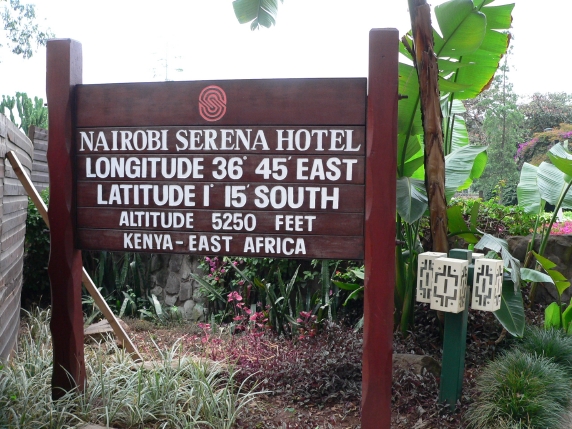 NAIROBI SERENA HOTEL
LONGITUDE 36° 45' EAST
LATITUDE 1° 15' SOUTH
ALTITUDE 5250 FEET
KENYA - EAST AFRICA